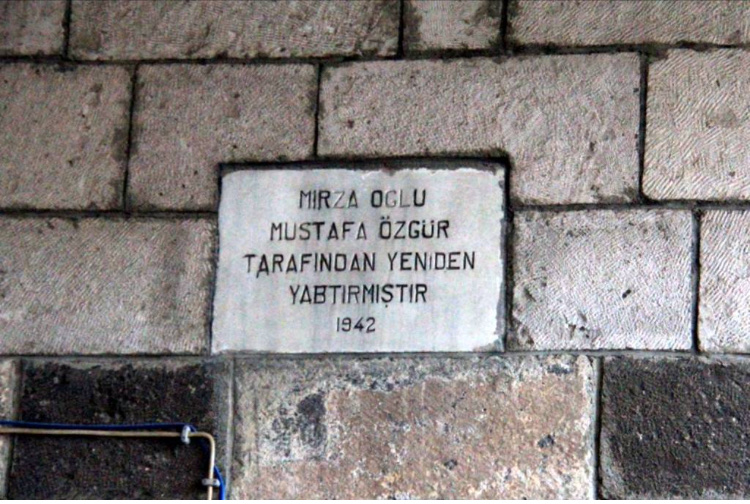 MIRZA OGLU
MUSTAFA ÖZGÜR
TARAFINDAN YENİDEN
YABTIRMIŞTIR
1942